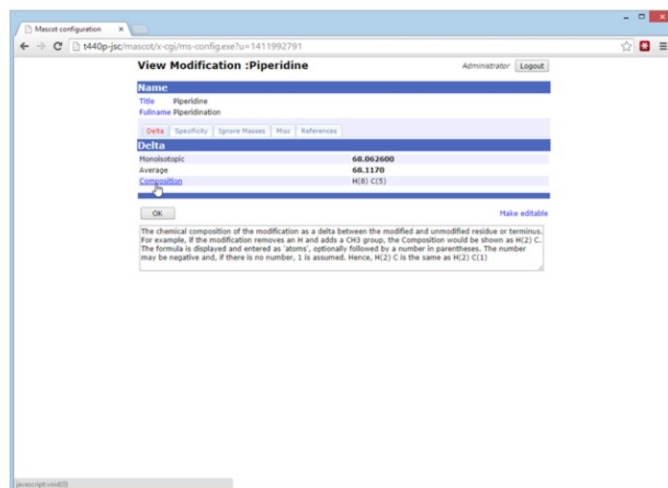 Mascot configuration
t440p-jsc/mascot/x-cgi/ms-config.exe?u=1411992791
View Modification :Piperidine
Administrator Logout
Name
Title Piperidine
Fullname Piperidination
Delta Specificity Ignore Masses Misc References
Delta
Monoisotopic 68.062600
Average 68.1170
Composition H(8) C(5)
OK Make editable
The chemical composition of the modification as a delta between the modified and unmodified residue or terminus.
For example, if the modification removes an H and adds a CH3 group, the Composition would be shown as H(2) C.
The formula is displayed and entered as 'atoms', optionally followed by a number in parentheses. The number
may be negative and, if there is no number, 1 is assumed. Hence, H(2) C is the same as H(2) C(1)
javascript:void(0)